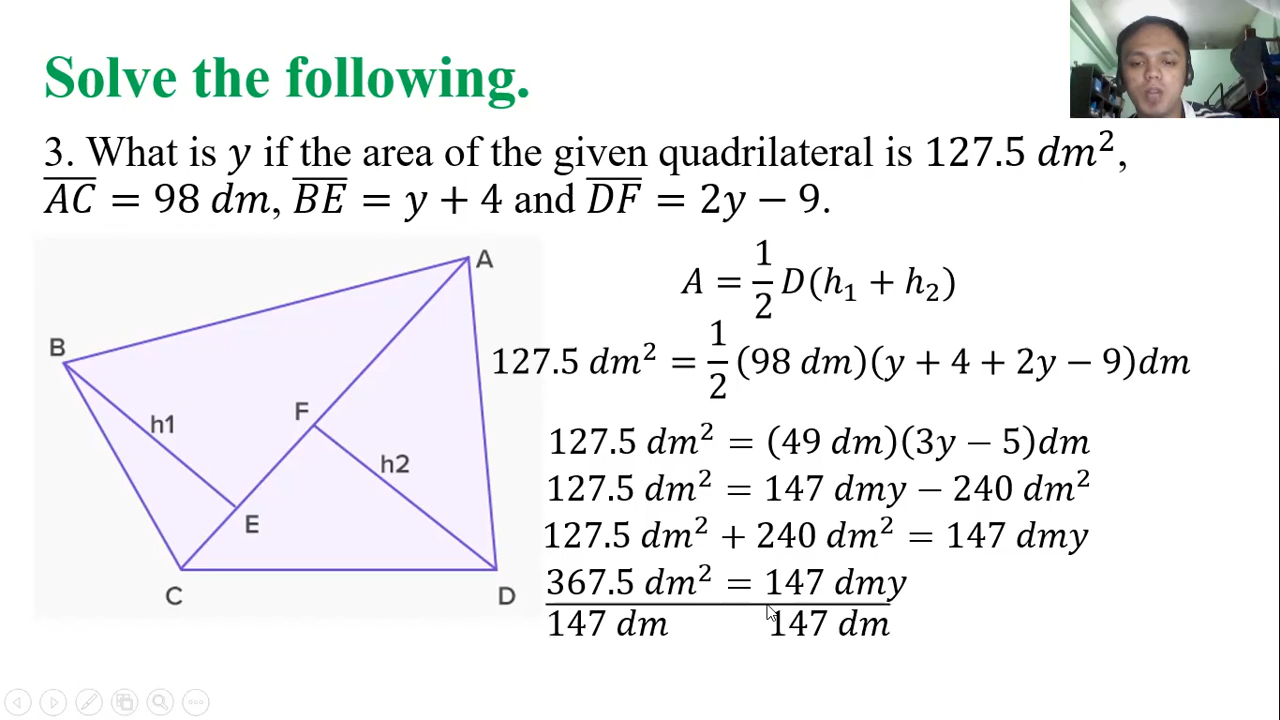 Solve the following.
3. What is y if the area of the given quadrilateral is 127.5 dm²,
A̅C̅ = 98 dm, B̅E̅ = y + 4 and D̅F̅ = 2y − 9.
A
B
h1
F
h2
E
C
D
A = 1/2 D(h₁ + h₂)
127.5 dm² = 1/2 (98 dm)(y + 4 + 2y − 9)dm
127.5 dm² = (49 dm)(3y − 5)dm
127.5 dm² = 147 dmy − 240 dm²
127.5 dm² + 240 dm² = 147 dmy
367.5 dm² = 147 dmy
147 dm 147 dm